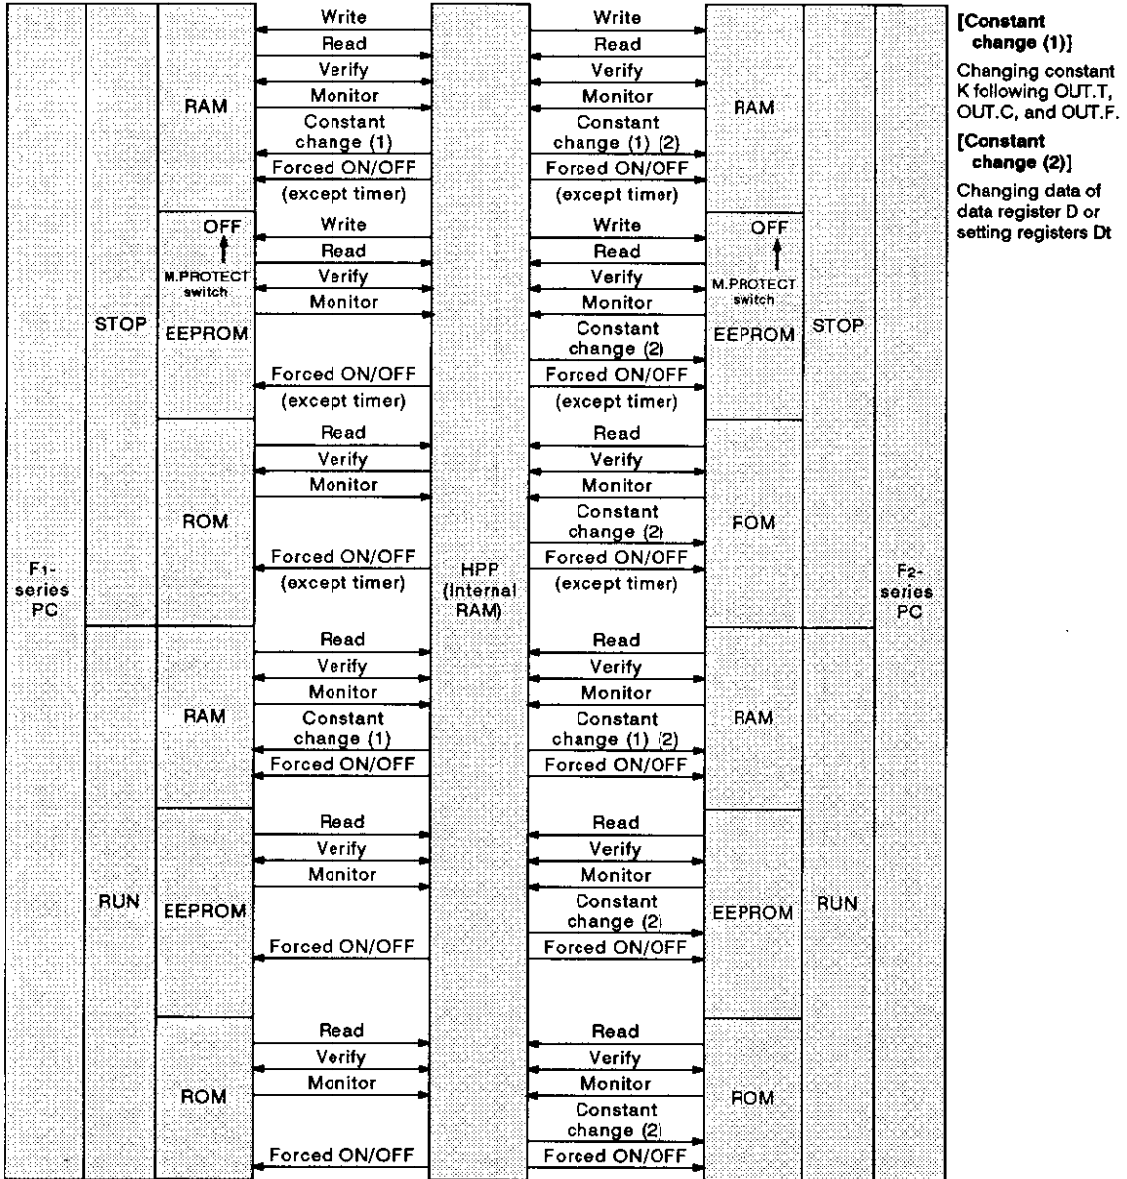 F1-
series
PC
STOP
RAM
Write
Read
Verify
Monitor
Constant
change (1)
Forced ON/OFF
(except timer)
OFF
M.PROTECT
switch
EEPROM
Write
Read
Verify
Monitor
Forced ON/OFF
(except timer)
ROM
Read
Verify
Monitor
Forced ON/OFF
(except timer)
RUN
RAM
Read
Verify
Monitor
Constant
change (1)
Forced ON/OFF
EEPROM
Read
Verify
Monitor
Forced ON/OFF
ROM
Read
Verify
Monitor
Forced ON/OFF
HPP
(Internal
RAM)
Write
Read
Verify
Monitor
Constant
change (1) (2)
Forced ON/OFF
(except timer)
RAM
Write
Read
Verify
Monitor
Constant
change (2)
Forced ON/OFF
(except timer)
OFF
M.PROTECT
switch
EEPROM
STOP
Read
Verify
Monitor
Constant
change (2)
Forced ON/OFF
(except timer)
ROM
Read
Verify
Monitor
Constant
change (1) (2)
Forced ON/OFF
RAM
Read
Verify
Monitor
Constant
change (2)
Forced ON/OFF
EEPROM
RUN
Read
Verify
Monitor
Constant
change (2)
Forced ON/OFF
ROM
F2-
series
PC
[Constant
change (1)]
Changing constant
K following OUT.T,
OUT.C, and OUT.F.
[Constant
change (2)]
Changing data of
data register D or
setting registers Dt